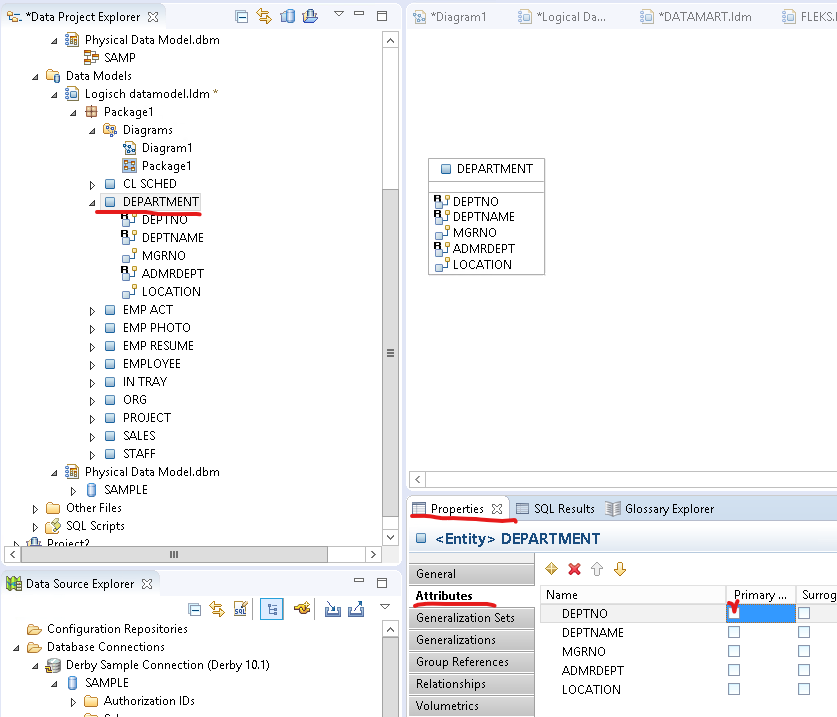 *Data Project Explorer
Physical Data Model.dbm
SAMP
Data Models
Logisch datamodel.ldm *
Package1
Diagrams
Diagram1
Package1
CL SCHED
DEPARTMENT
DEPTNO
DEPTNAME
MGRNO
ADMRDEPT
LOCATION
EMP ACT
EMP PHOTO
EMP RESUME
EMPLOYEE
IN TRAY
ORG
PROJECT
SALES
STAFF
Physical Data Model.dbm
SAMPLE
Other Files
SQL Scripts
Project2
Data Source Explorer
SQL
Configuration Repositories
Database Connections
Derby Sample Connection (Derby 10.1)
SAMPLE
Authorization IDs
*Diagram1
*Logical Da...
*DATAMART.ldm
FLEKS.
DEPARTMENT
R DEPTNO
R DEPTNAME
MGRNO
R ADMRDEPT
LOCATION
Properties
SQL Results
Glossary Explorer
<Entity> DEPARTMENT
General
Attributes
Generalization Sets
Generalizations
Group References
Relationships
Volumetrics
Name Primary ... Surrog
DEPTNO
DEPTNAME
MGRNO
ADMRDEPT
LOCATION